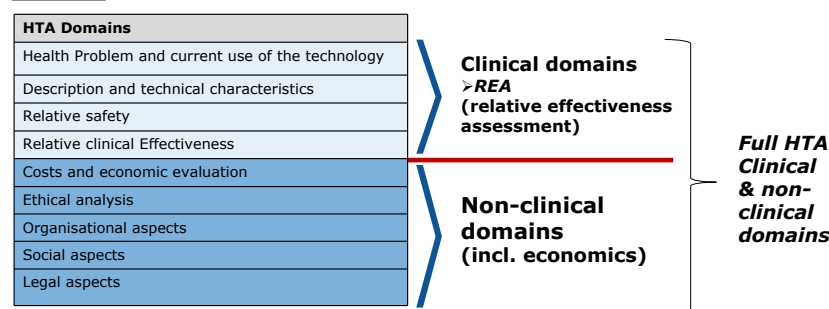 HTA Domains
Health Problem and current use of the technology
Description and technical characteristics
Relative safety
Relative clinical Effectiveness
Costs and economic evaluation
Ethical analysis
Organisational aspects
Social aspects
Legal aspects
Clinical domains
➢REA
(relative effectiveness
assessment)
Non-clinical
domains
(incl. economics)
Full HTA
Clinical
& non-
clinical
domains